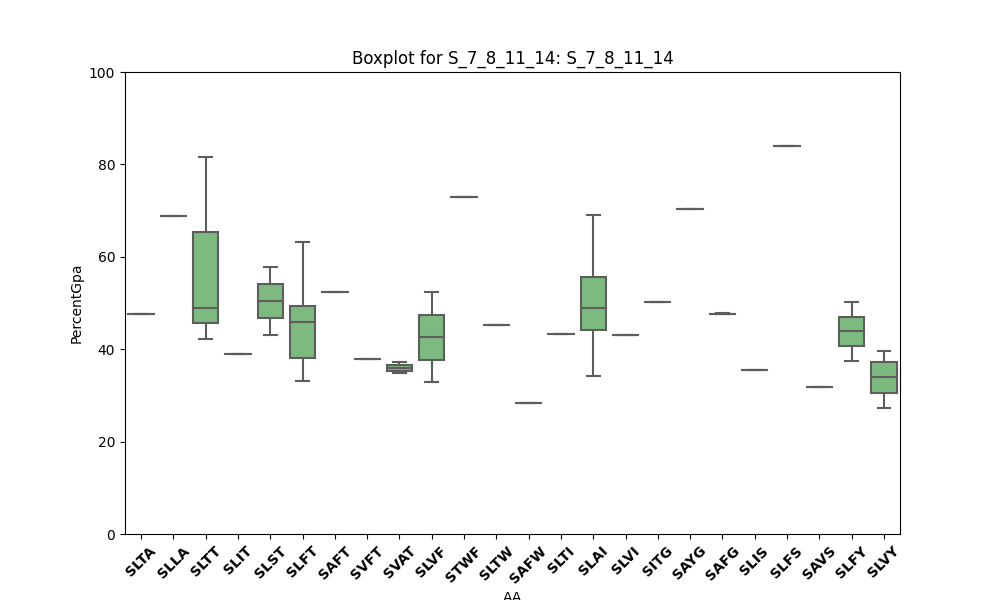 Boxplot for S_7_8_11_14: S_7_8_11_14
100
80
60
40
20
0
PercentGpa
SLTA
SLLA
SLTT
SLIT
SLST
SLFT
SAFT
SVFT
SVAT
SLVF
STWF
SLTW
SAFW
SLTI
SLAI
SLVI
SITG
SAYG
SAFG
SLIS
SLFS
SAVS
SLFY
SLVY
AA